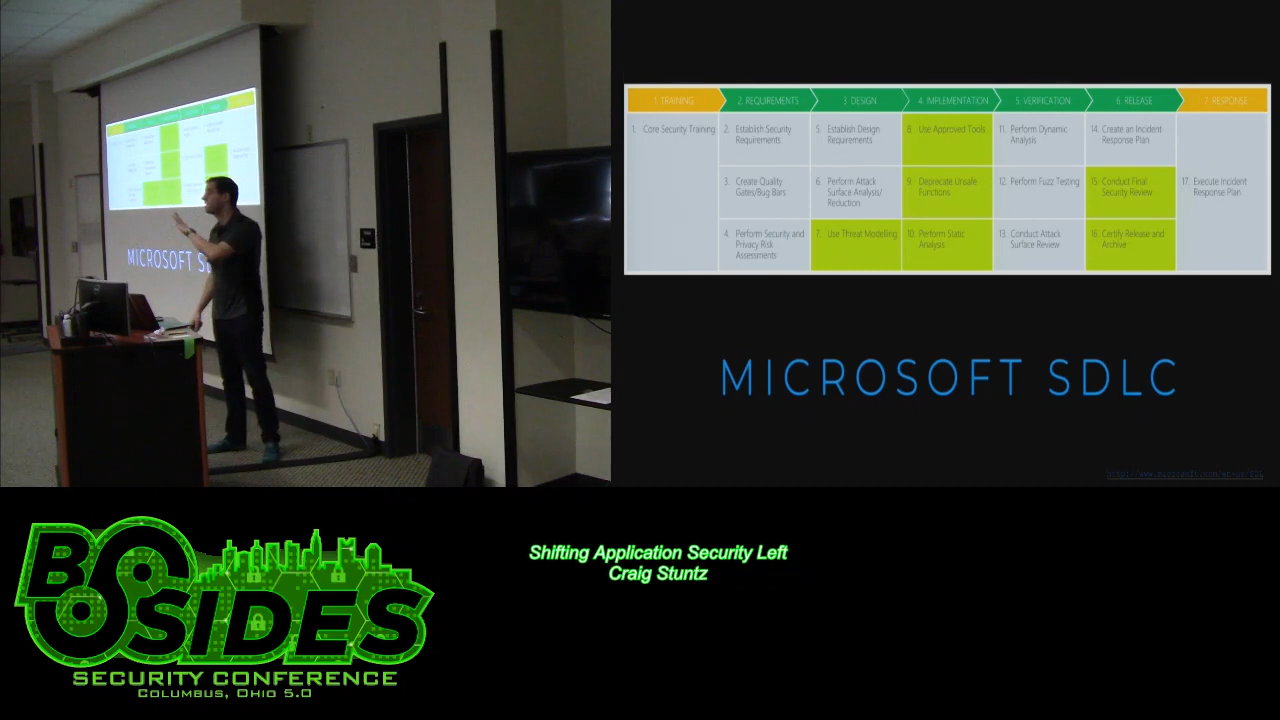 1. TRAINING
2. REQUIREMENTS
3. DESIGN
4. IMPLEMENTATION
5. VERIFICATION
6. RELEASE
7. RESPONSE
1. Core Security Training
2. Establish Security
Requirements
5. Establish Design
Requirements
8. Use Approved Tools
11. Perform Dynamic
Analysis
14. Create an Incident
Response Plan
3. Create Quality
Gates/Bug Bars
6. Perform Attack
Surface Analysis/
Reduction
9. Deprecate Unsafe
Functions
12. Perform Fuzz Testing
15. Conduct Final
Security Review
17. Execute Incident
Response Plan
4. Perform Security and
Privacy Risk
Assessments
7. Use Threat Modelling
10. Perform Static
Analysis
13. Conduct Attack
Surface Review
16. Certify Release and
Archive
MICROSOFT
MICROSOFT SDLC
BSIDES
SECURITY CONFERENCE
COLUMBUS, OHIO 5.0
Shifting Application Security Left
Craig Stuntz